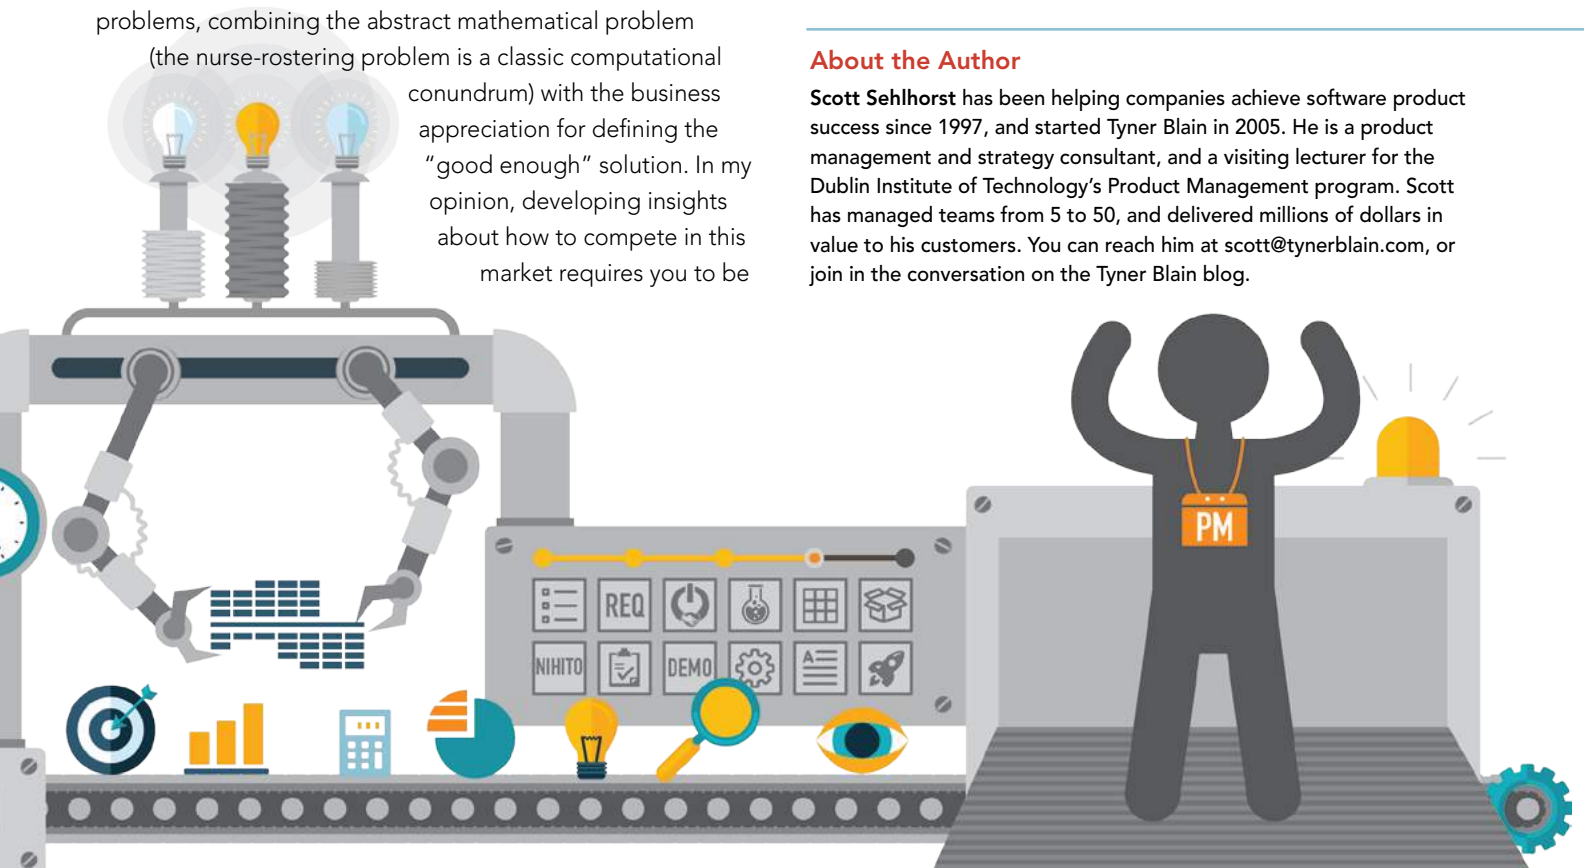 problems, combining the abstract mathematical problem
(the nurse-rostering problem is a classic computational
conundrum) with the business
appreciation for defining the
“good enough” solution. In my
opinion, developing insights
about how to compete in this
market requires you to be
About the Author
Scott Sehlhorst has been helping companies achieve software product
success since 1997, and started Tyner Blain in 2005. He is a product
management and strategy consultant, and a visiting lecturer for the
Dublin Institute of Technology’s Product Management program. Scott
has managed teams from 5 to 50, and delivered millions of dollars in
value to his customers. You can reach him at scott@tynerblain.com, or
join in the conversation on the Tyner Blain blog.
PM
REQ
NIHITO
DEMO
A